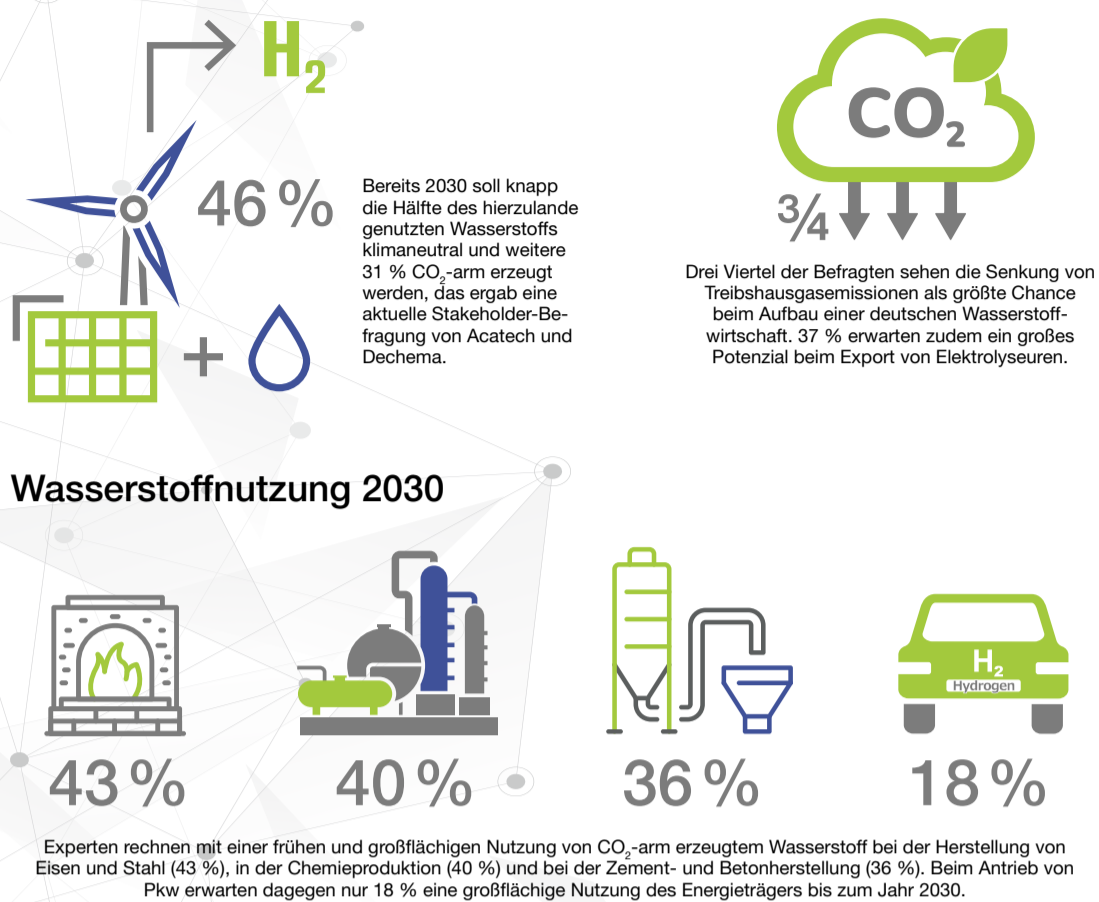 H₂
46 %
Bereits 2030 soll knapp
die Hälfte des hierzulande
genutzten Wasserstoffs
klimaneutral und weitere
31 % CO₂-arm erzeugt
werden, das ergab eine
aktuelle Stakeholder-Be-
fragung von Acatech und
Dechema.
+
CO₂
¾
Drei Viertel der Befragten sehen die Senkung von
Treibshausgasemissionen als größte Chance
beim Aufbau einer deutschen Wasserstoff-
wirtschaft. 37 % erwarten zudem ein großes
Potenzial beim Export von Elektrolyseuren.
Wasserstoffnutzung 2030
H₂
Hydrogen
43 %
40 %
36 %
18 %
Experten rechnen mit einer frühen und großflächigen Nutzung von CO₂-arm erzeugtem Wasserstoff bei der Herstellung von
Eisen und Stahl (43 %), in der Chemieproduktion (40 %) und bei der Zement- und Betonherstellung (36 %). Beim Antrieb von
Pkw erwarten dagegen nur 18 % eine großflächige Nutzung des Energieträgers bis zum Jahr 2030.